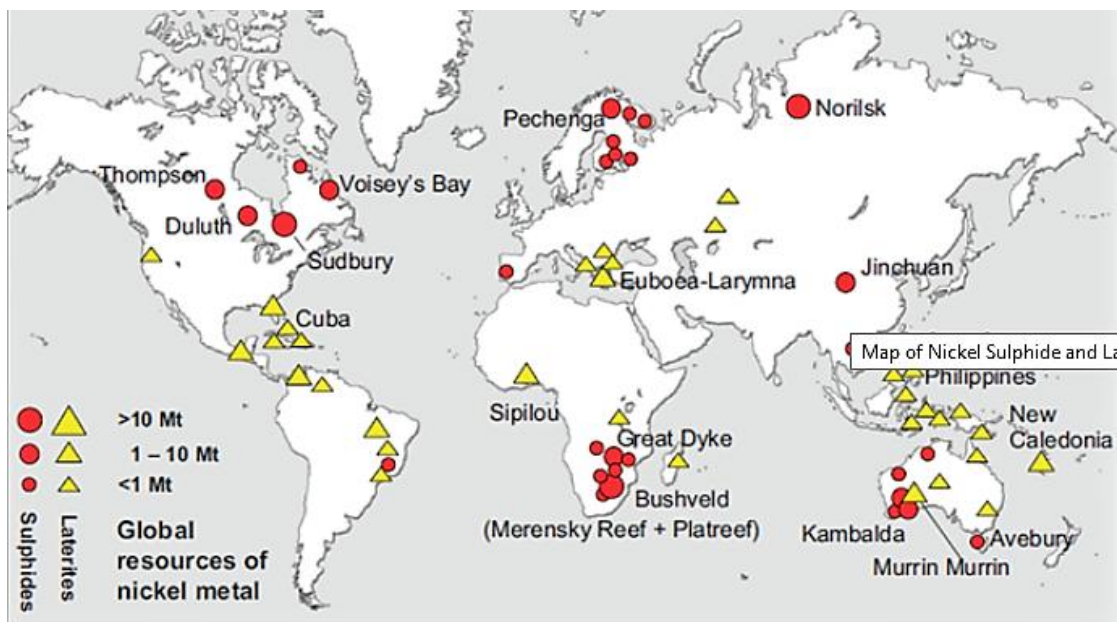 Pechenga
Norilsk
Thompson
Voisey's Bay
Duluth
Sudbury
Jinchuan
Euboea-Larymna
Cuba
Map of Nickel Sulphide and La
Philippines
Sipilou
New
Caledonia
Great Dyke
Bushveld
(Merensky Reef + Platreef)
Kambalda
Avebury
Murrin Murrin
>10 Mt
1 – 10 Mt
<1 Mt
Sulphides
Laterites
Global
resources of
nickel metal